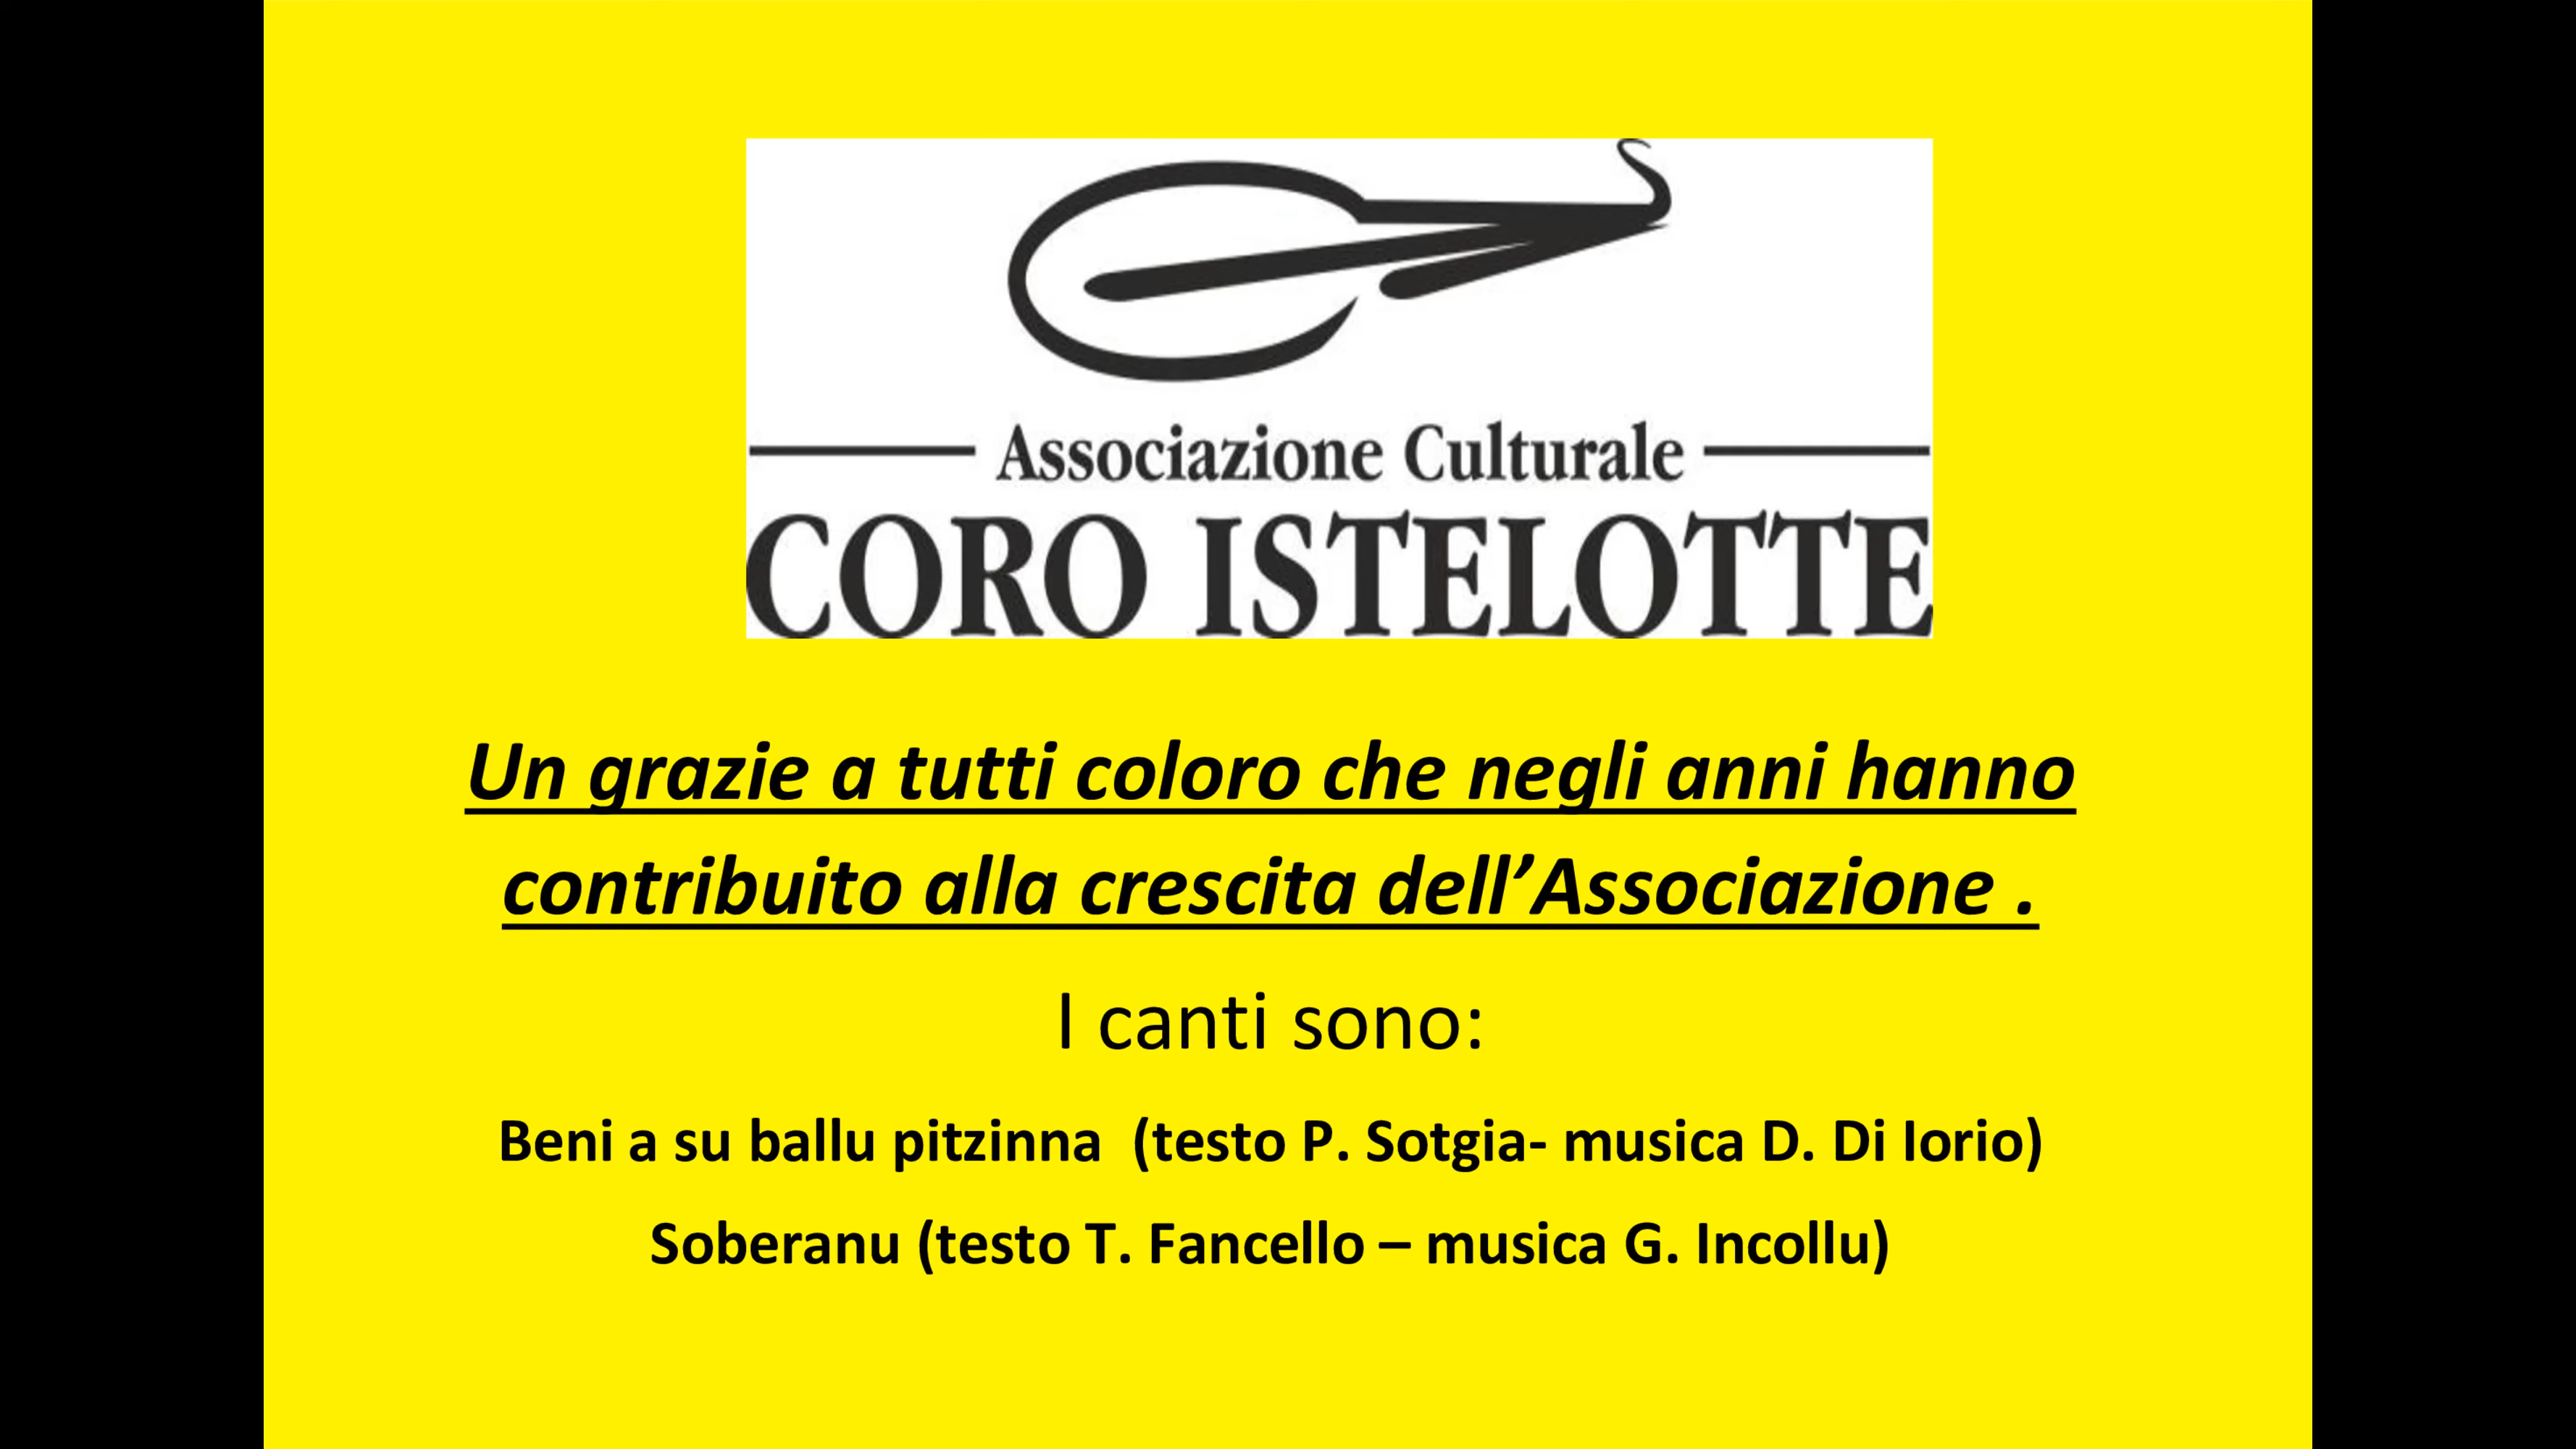 Associazione Culturale
CORO ISTELOTTE
Un grazie a tutti coloro che negli anni hanno
contribuito alla crescita dell’Associazione .
I canti sono:
Beni a su ballu pitzinna  (testo P. Sotgia- musica D. Di Iorio)
Soberanu (testo T. Fancello – musica G. Incollu)